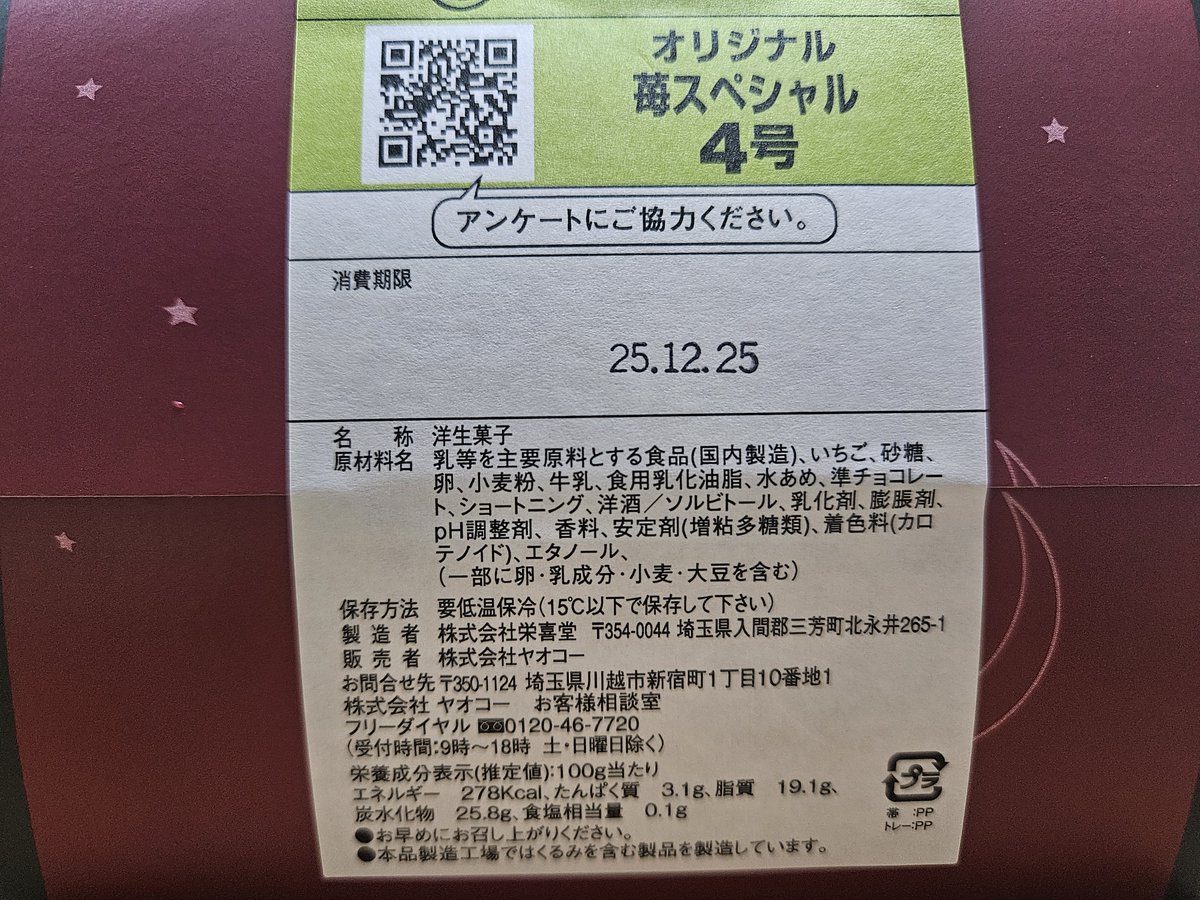 オリジナル
苺スペシャル
4号
アンケートにご協力ください。
消費期限
25.12.25
名 称 洋生菓子
原材料名 乳等を主要原料とする食品(国内製造)、いちご、砂糖、
卵、小麦粉、牛乳、食用乳化油脂、水あめ、準チョコレー
ト、ショートニング、洋酒／ソルビトール、乳化剤、膨脹剤、
pH調整剤、香料、安定剤(増粘多糖類)、着色料(カロ
テノイド)、エタノール、
(一部に卵・乳成分・小麦・大豆を含む)
保存方法 要低温保冷(15℃以下で保存して下さい)
製造者 株式会社栄喜堂 〒354-0044 埼玉県入間郡三芳町北永井265-1
販売者 株式会社ヤオコー
お問合せ先 〒350-1124 埼玉県川越市新宿町1丁目10番地1
株式会社 ヤオコー お客様相談室
フリーダイヤル 0120-46-7720
(受付時間:9時～18時 土・日曜日除く)
栄養成分表示(推定値):100g当たり
エネルギー 278Kcal、たんぱく質 3.1g、脂質 19.1g、
炭水化物 25.8g、食塩相当量 0.1g
●お早めにお召し上がりください。
●本品製造工場ではくるみを含む製品を製造しています。
プラ
蓋 :PP
トレー:PP